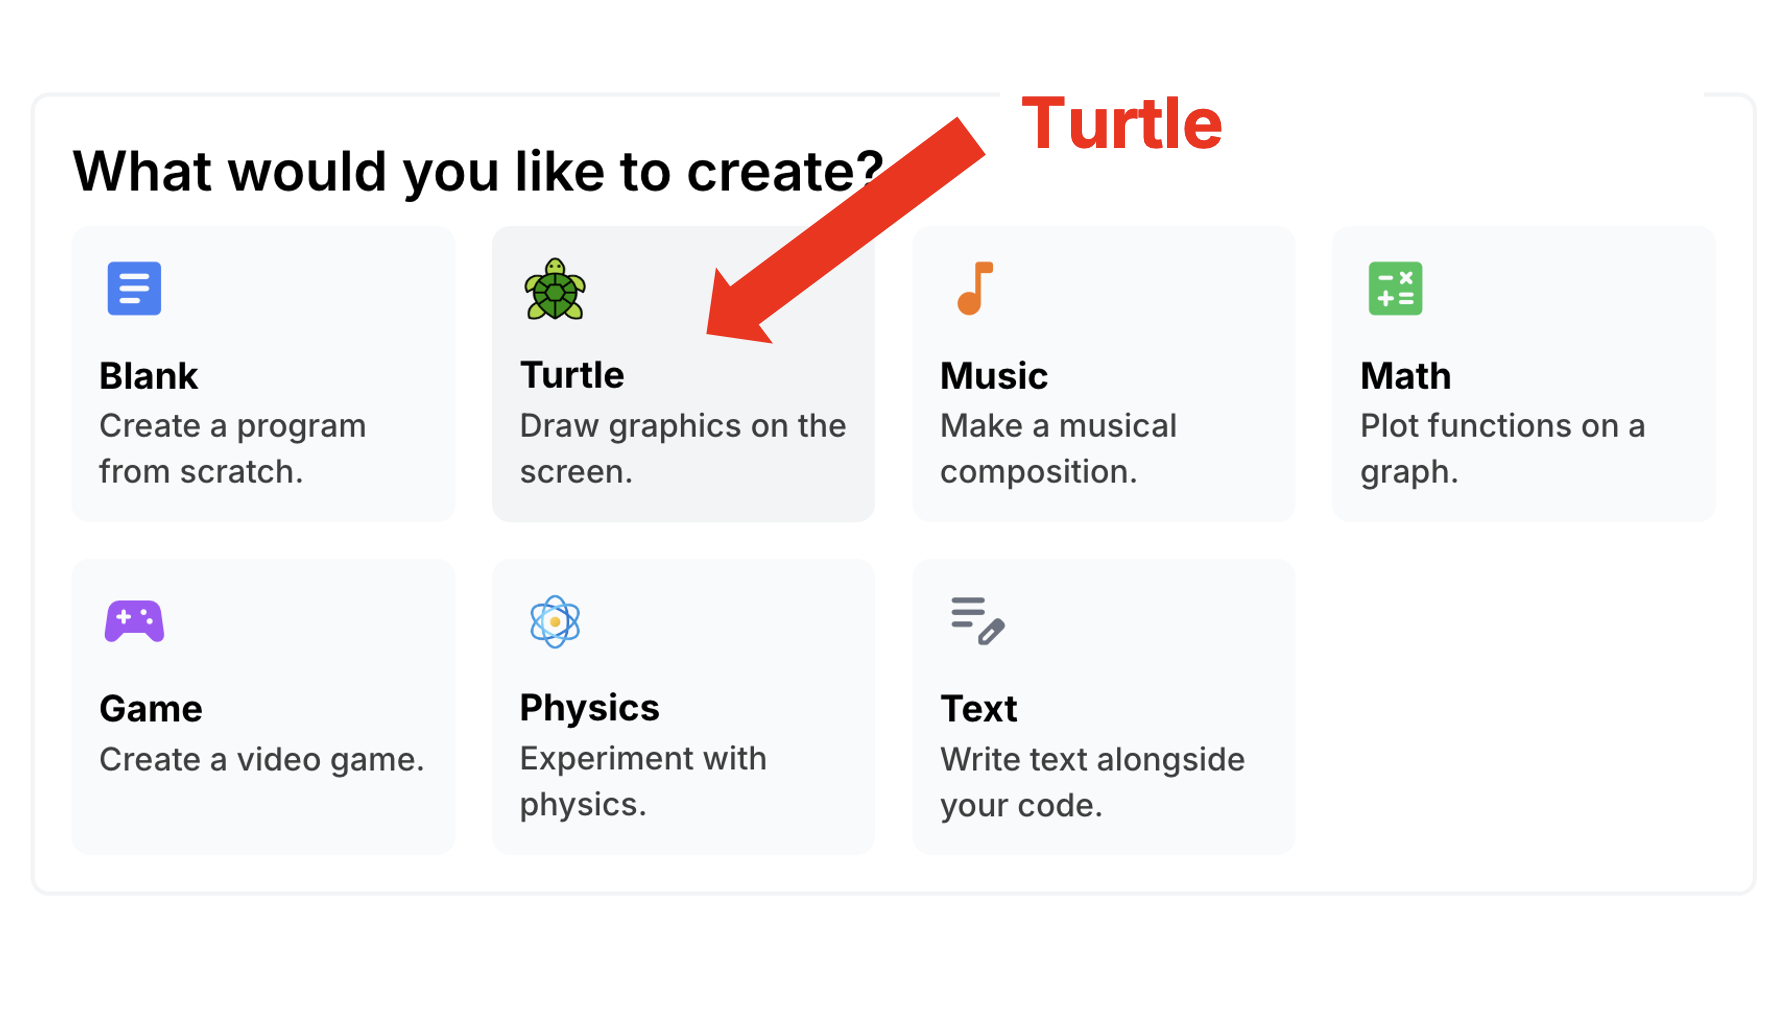 Turtle
What would you like to create?
Blank
Create a program
from scratch.
Turtle
Draw graphics on the
screen.
Music
Make a musical
composition.
Math
Plot functions on a
graph.
Game
Create a video game.
Physics
Experiment with
physics.
Text
Write text alongside
your code.